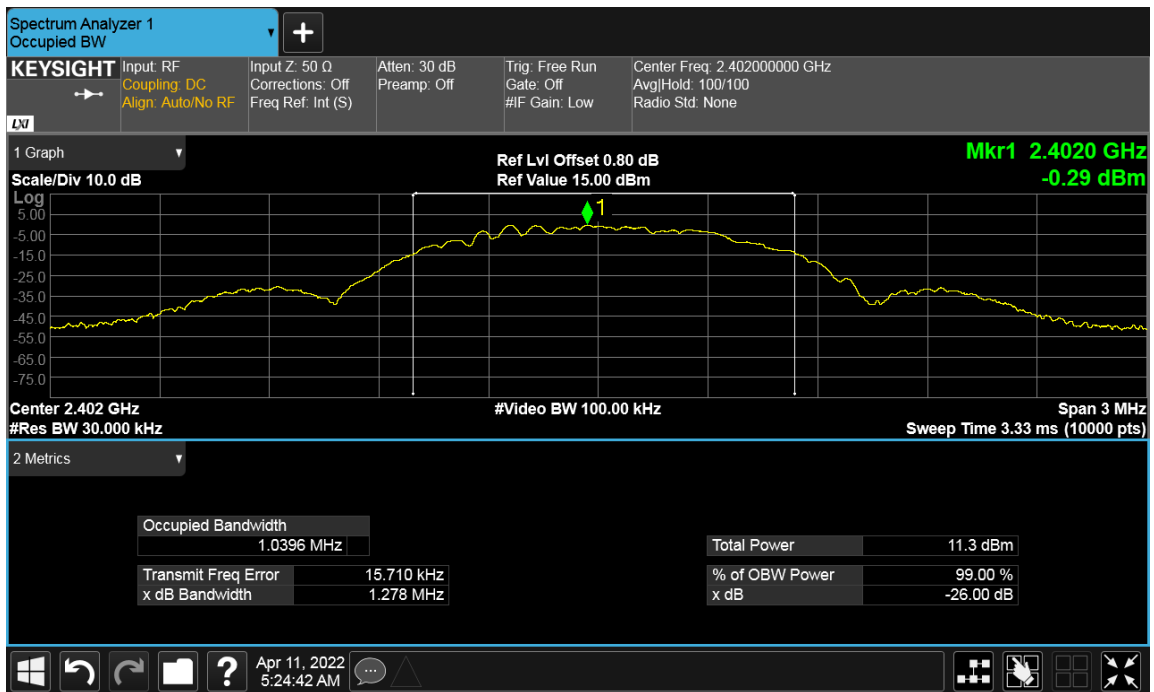 Spectrum Analyzer 1
Occupied BW
+
KEYSIGHT
LXI
Input: RF
Coupling: DC
Align: Auto/No RF
Input Z: 50 Ω
Corrections: Off
Freq Ref: Int (S)
Atten: 30 dB
Preamp: Off
Trig: Free Run
Gate: Off
#IF Gain: Low
Center Freq: 2.402000000 GHz
Avg|Hold: 100/100
Radio Std: None
1 Graph
Scale/Div 10.0 dB
Ref Lvl Offset 0.80 dB
Ref Value 15.00 dBm
Mkr1 2.4020 GHz
-0.29 dBm
Log
1
5.00
-5.00
-15.0
-25.0
-35.0
-45.0
-55.0
-65.0
-75.0
Center 2.402 GHz
#Video BW 100.00 kHz
Span 3 MHz
#Res BW 30.000 kHz
Sweep Time 3.33 ms (10000 pts)
2 Metrics
Occupied Bandwidth
1.0396 MHz
Total Power 11.3 dBm
Transmit Freq Error 15.710 kHz
% of OBW Power 99.00 %
x dB Bandwidth 1.278 MHz
x dB -26.00 dB
?
Apr 11, 2022
5:24:42 AM